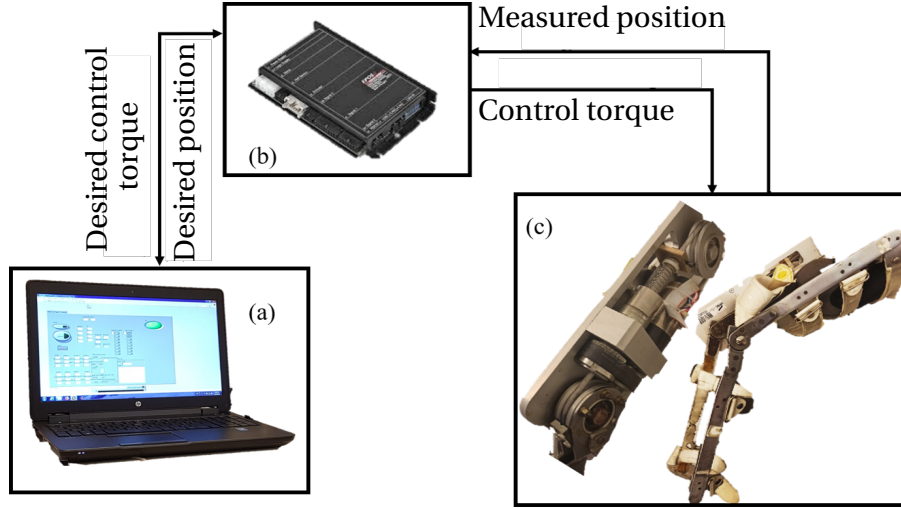 Measured position
Control torque
Desired control
torque
Desired position
(b)
(c)
(a)